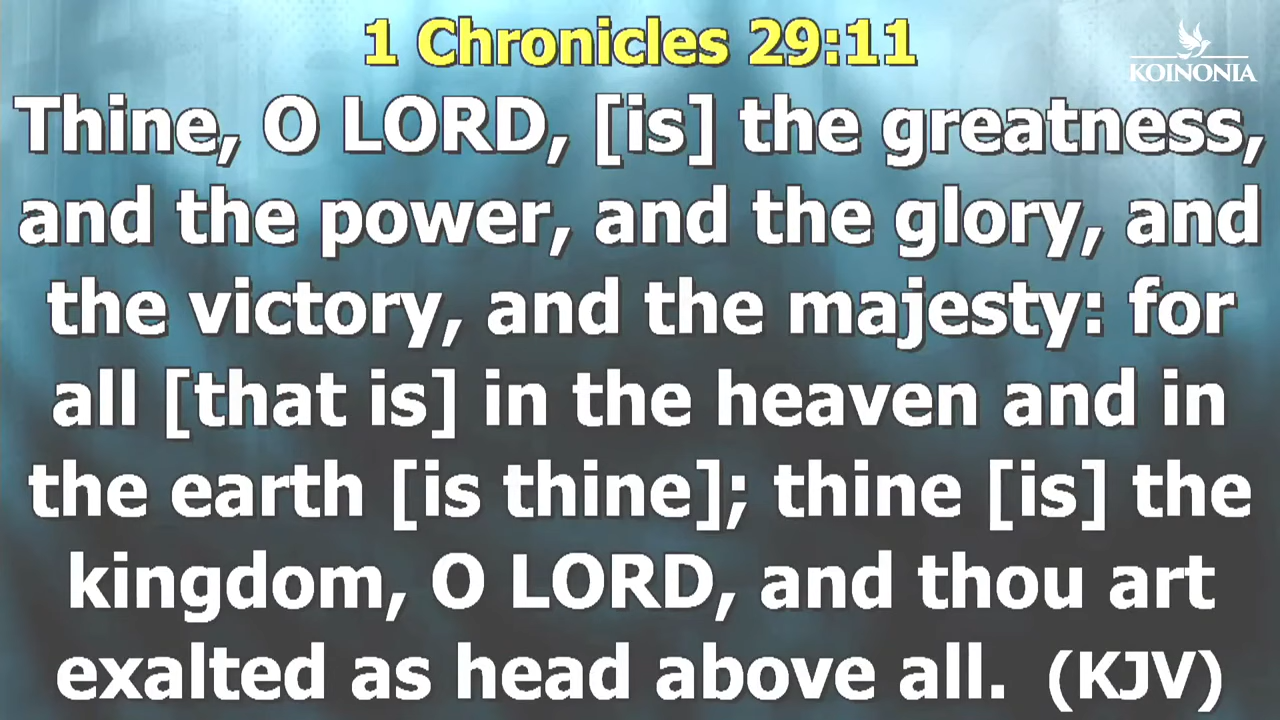 1 Chronicles 29:11
KOINONIA
Thine, O LORD, [is] the greatness,
and the power, and the glory, and
the victory, and the majesty: for
all [that is] in the heaven and in
the earth [is thine]; thine [is] the
kingdom, O LORD, and thou art
exalted as head above all. (KJV)